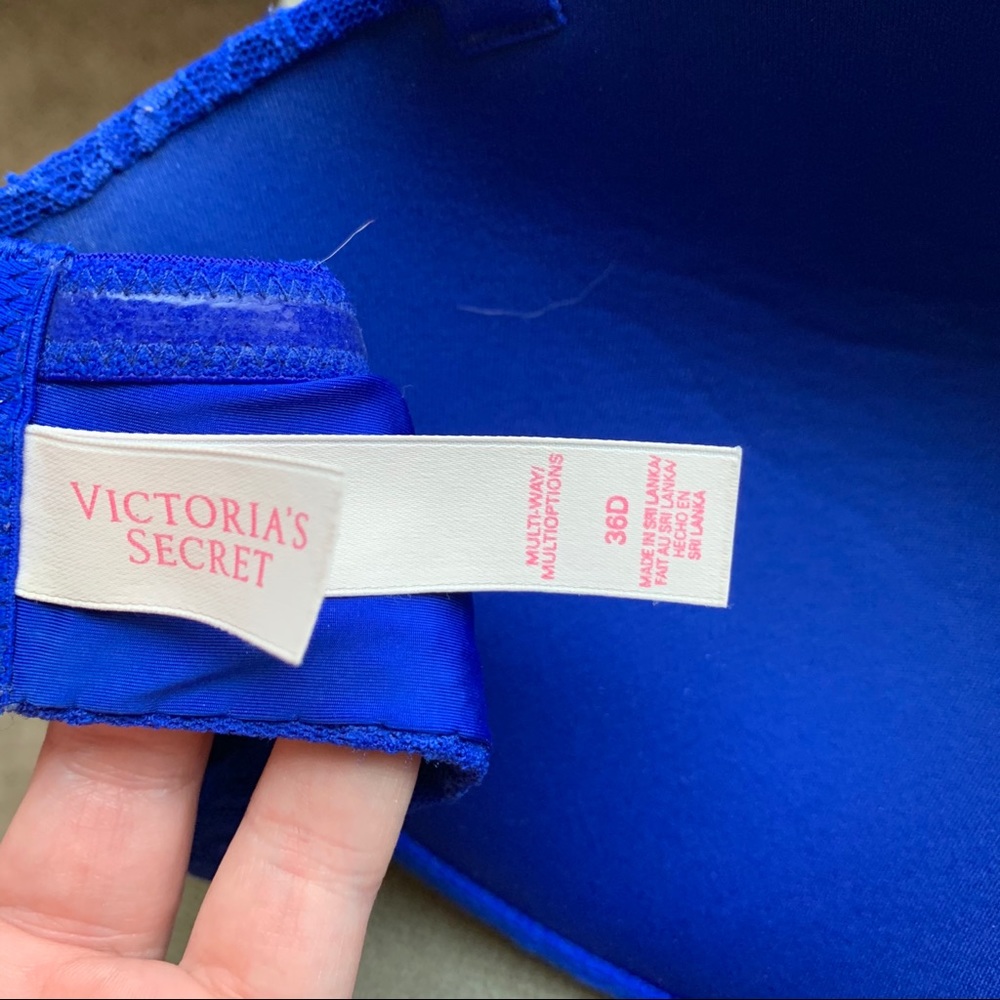 VICTORIA'S
SECRET
MULTI-WAY/
MULTIOPTIONS
36D
MADE IN SRI LANKA/
FAIT AU SRI LANKA/
HECHO EN
SRI LANKA